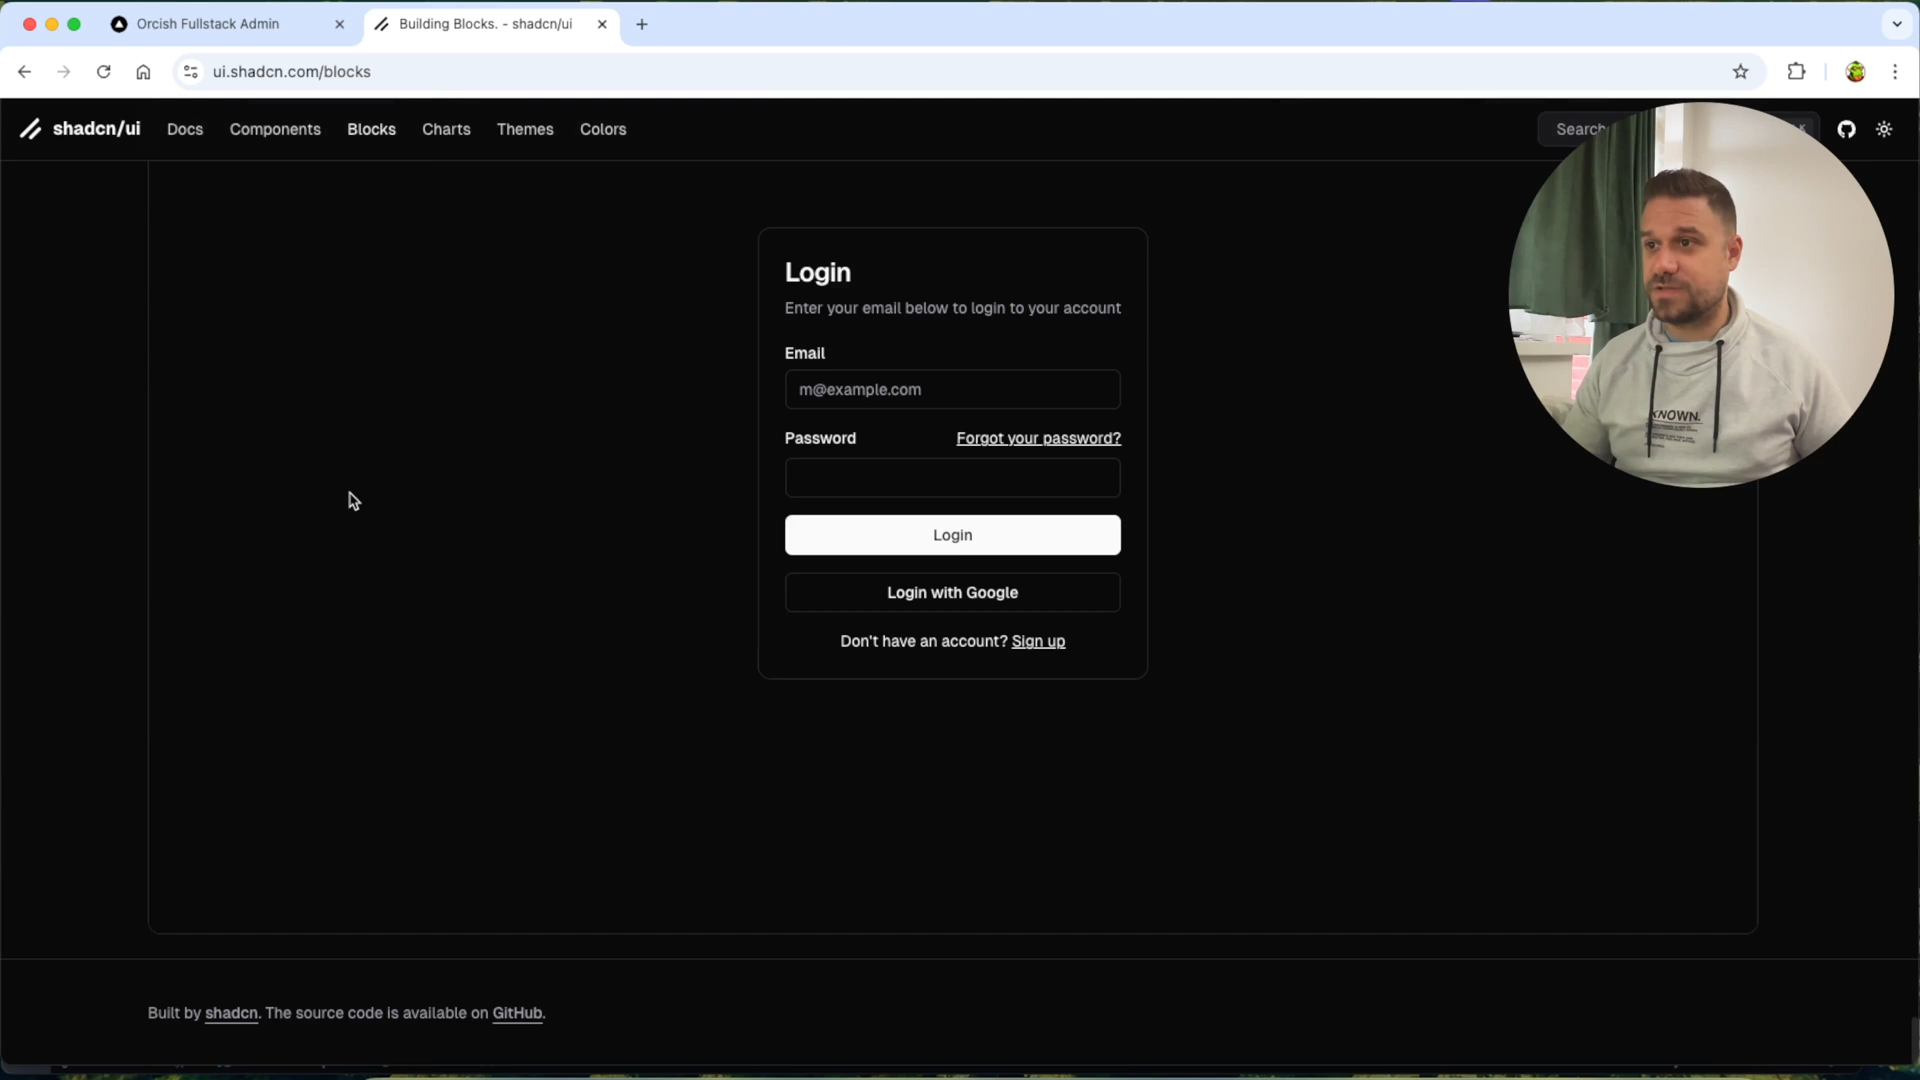 Orcish Fullstack Admin
Building Blocks. - shadcn/ui
ui.shadcn.com/blocks
shadcn/ui
Docs
Components
Blocks
Charts
Themes
Colors
Search
K
Login
Enter your email below to login to your account
Email
m@example.com
Password
Forgot your password?
Login
Login with Google
Don't have an account? Sign up
KNOWN.
Built by shadcn. The source code is available on GitHub.